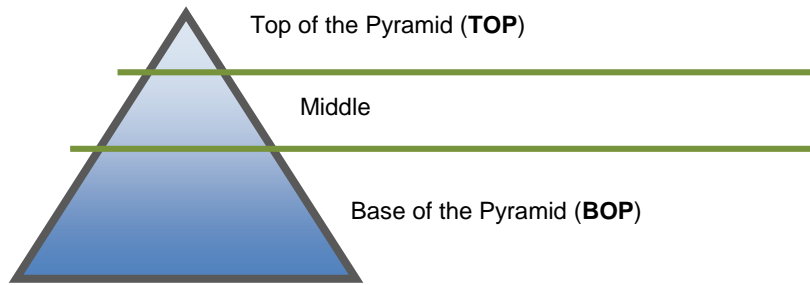 Top of the Pyramid (TOP)
Middle
Base of the Pyramid (BOP)